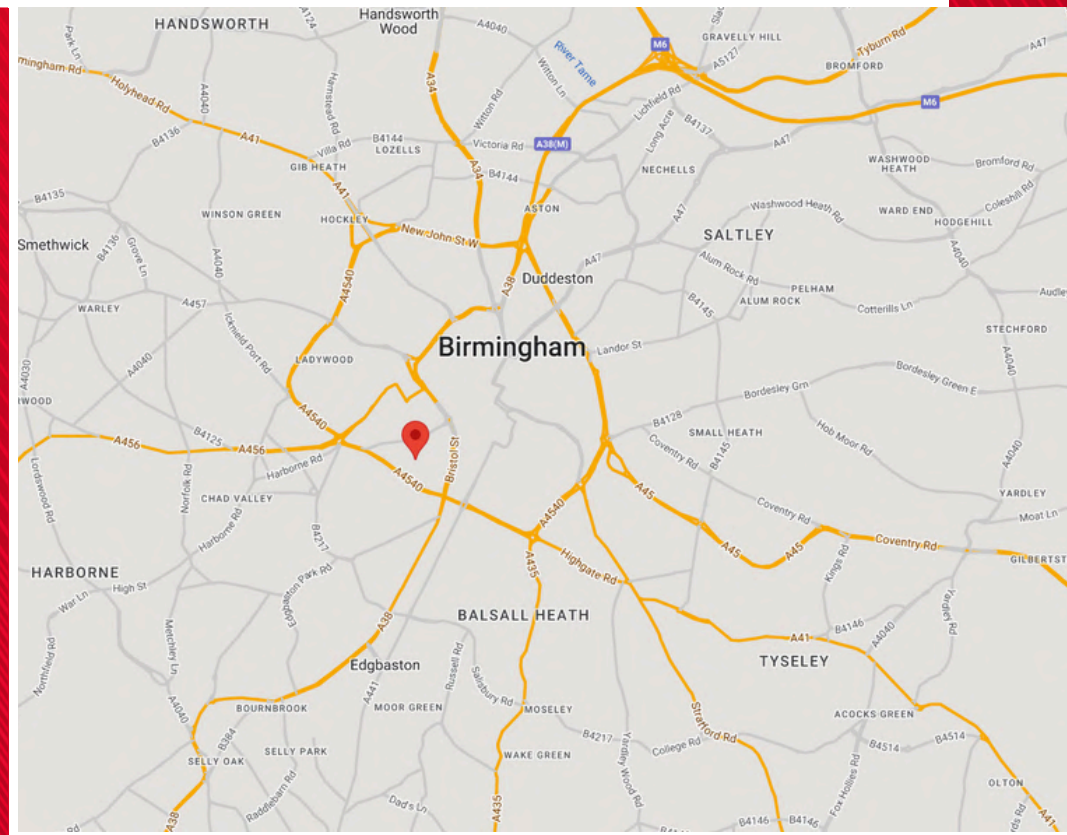 HANDSWORTH
Handsworth
Wood
A4040
GRAVELLY HILL
Tyburn Rd
A47
Park Ln
A4124
M6
A5127
BROMFORD
River Tame
mingham Rd
Holyhead Rd
A4040
Hamstead Rd
A34
Witton Ln
Lichfield Rd
M6
B4136
A41
Witton Rd
Long Acre
B4137
B4144
LOZELLS
Victoria Rd
A38(M)
A47
Villa Rd
GIB HEATH
A34
B4144
NECHELLS
WASHWOOD
HEATH
Bromford Rd
B4135
A41
Coleshill Rd
WINSON GREEN
HOCKLEY
ASTON
A47
Washwood Heath Rd
WARD END
HODGEHILL
Smethwick
B4136
Grove Ln
A4040
New John St W
SALTLEY
A4040
A47
Alum Rock Rd
A4540
A38
Duddeston
B4145
PELHAM
ALUM ROCK
Cotterills Ln
Audley
WARLEY
A457
Icknield Port Rd
STECHFORD
Birmingham
Landor St
A4040
LADYWOOD
A4040
A4030
Bordesley Green E
RWOOD
Bordesley Grn
A4540
B4128
SMALL HEATH
Hob Moor Rd
A4040
A456
B4125
A456
Bristol St
Coventry Rd
B4145
Lordswood Rd
Norfolk Rd
Harborne Rd
A4540
A45
YARDLEY
CHAD VALLEY
Coventry Rd
Moat Ln
Harborne Rd
B4217
A4540
A45
A45
Kings Rd
Coventry Rd
GILBERTST
HARBORNE
Highgate Rd
War Ln
High St
Edgbaston Park Rd
A435
Yardley Rd
A38
BALSALL HEATH
B4146
A4040
Northfield Rd
Metchley Ln
A41
TYSELEY
Edgbaston
Russell Rd
A441
Salisbury Rd
A4040
BOURNBROOK
MOOR GREEN
MOSELEY
Stratford Rd
ACOCKS GREEN
B384
B4217
College Rd
B4514
B4514
SELLY PARK
WAKE GREEN
Yardley Wood Rd
SELLY OAK
Fox Hollies Rd
OLTON
Raddlebarn Rd
Dad's Ln
A435
A38
B4146
B4146
A41